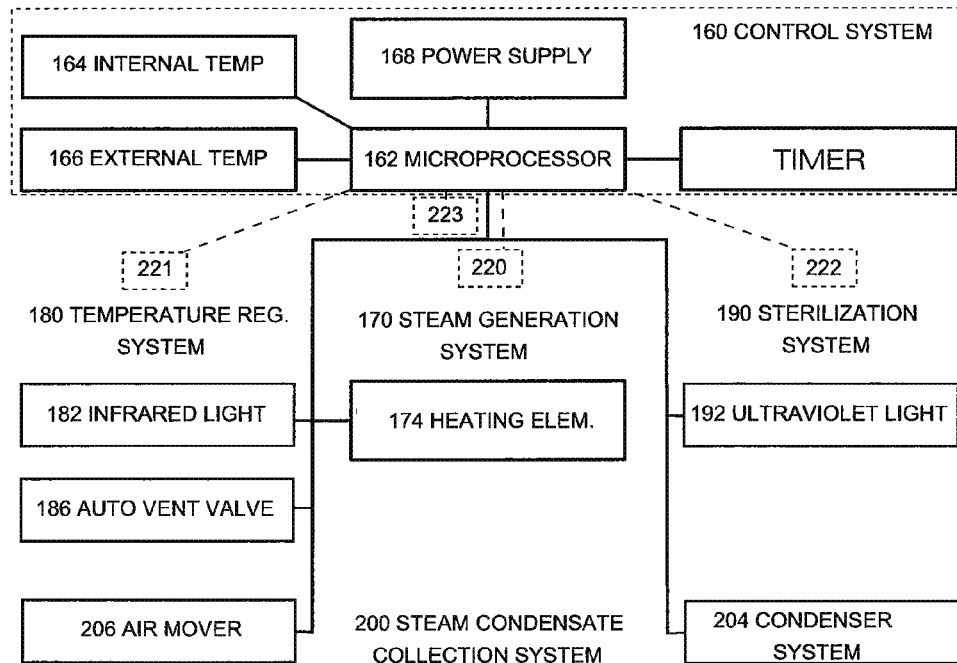 160 CONTROL SYSTEM
164 INTERNAL TEMP
168 POWER SUPPLY
166 EXTERNAL TEMP
162 MICROPROCESSOR
TIMER
223
221
220
222
180 TEMPERATURE REG.
SYSTEM
170 STEAM GENERATION
SYSTEM
190 STERILIZATION
SYSTEM
182 INFRARED LIGHT
174 HEATING ELEM.
192 ULTRAVIOLET LIGHT
186 AUTO VENT VALVE
206 AIR MOVER
200 STEAM CONDENSATE
COLLECTION SYSTEM
204 CONDENSER
SYSTEM